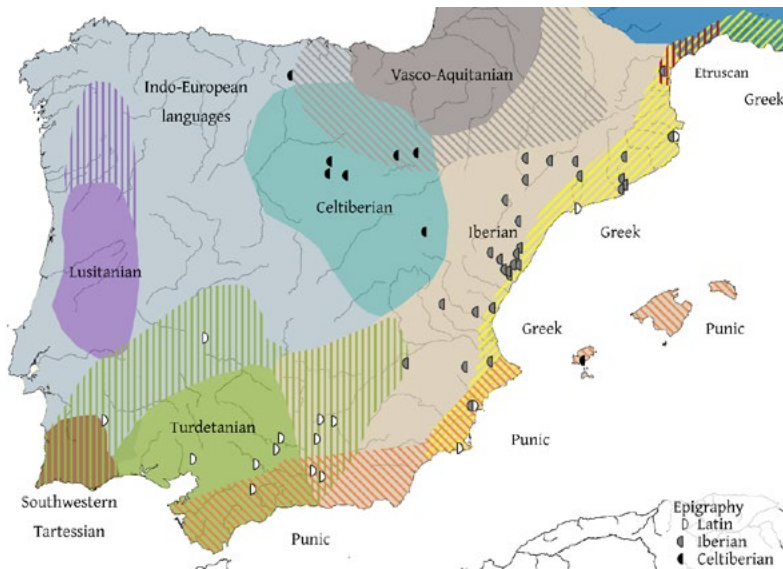 Indo-European
languages
Vasco-Aquitanian
Etruscan
Greek
Celtiberian
Iberian
Lusitanian
Greek
Greek
Punic
Turdetanian
Punic
Southwestern
Tartessian
Punic
Epigraphy
Latin
Iberian
Celtiberian